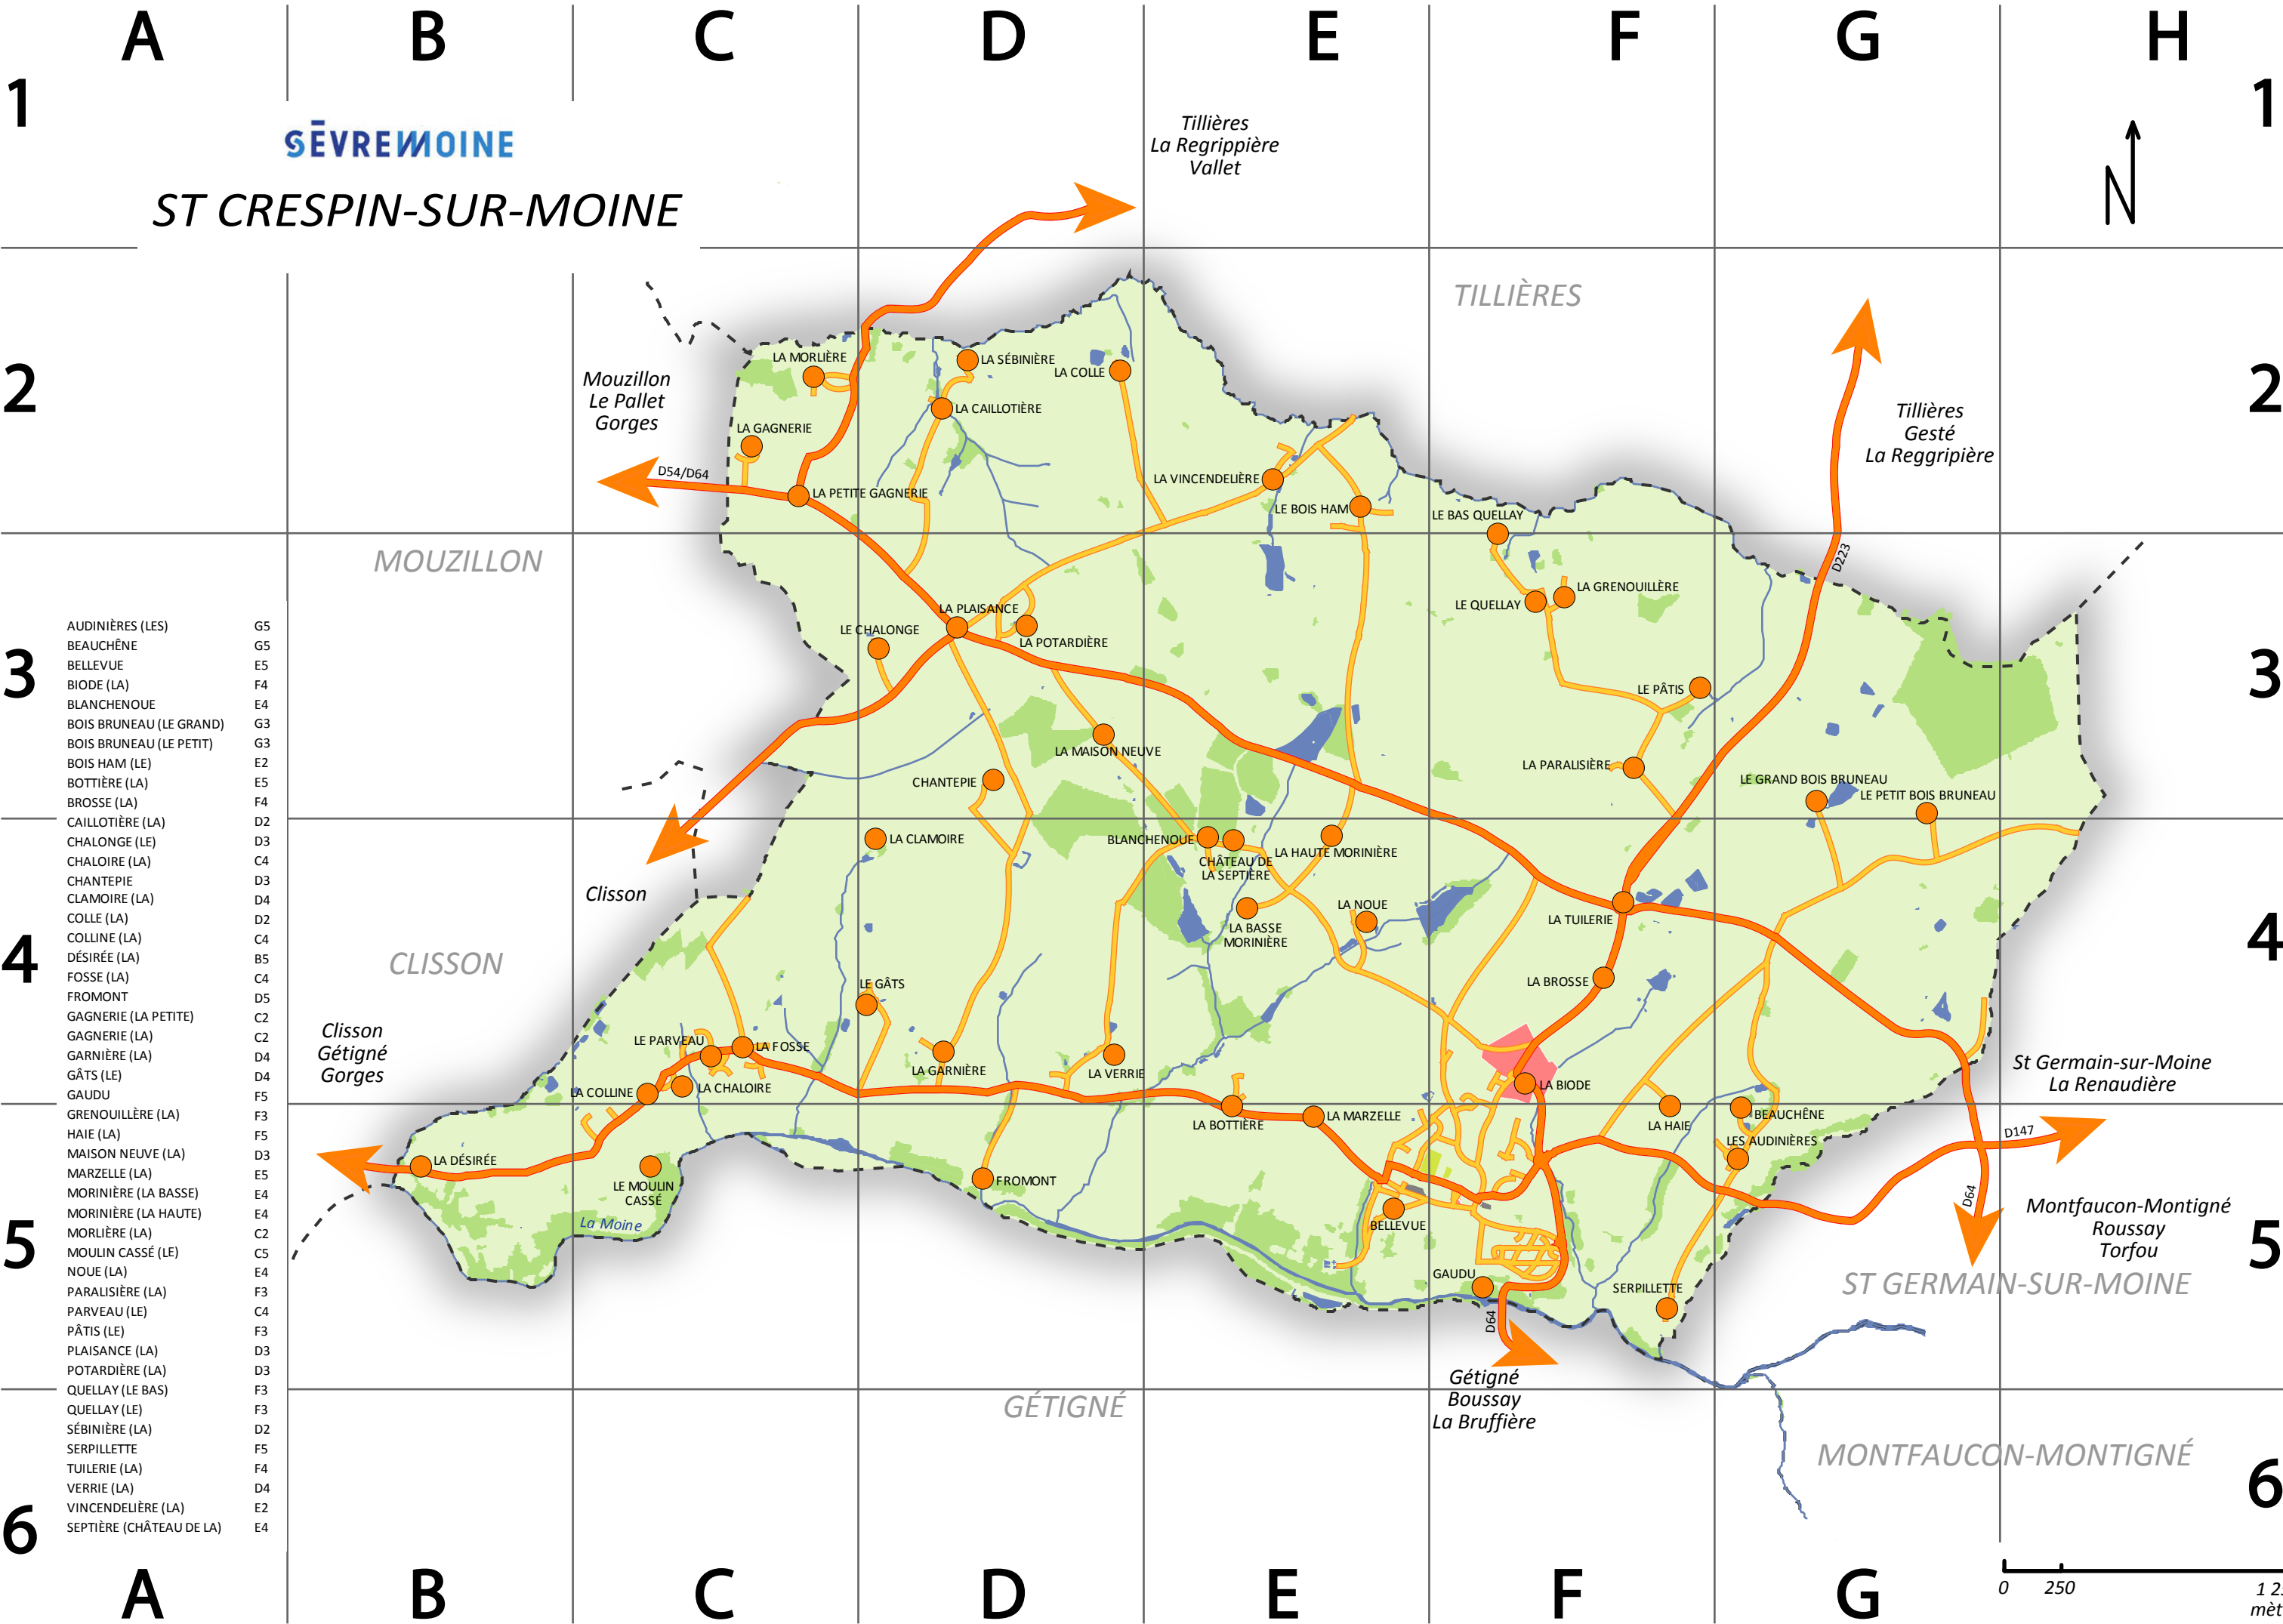 A B C D E F G H
1 1
SĒVREMOINE
ST CRESPIN-SUR-MOINE
Tillières
La Regrippière
Vallet
N
TILLIÈRES
2 2
LA MORLIÈRE
LA SÉBINIÈRE
LA COLLE
Mouzillon
Le Pallet
Gorges
LA CAILLOTIÈRE
Tillières
Gesté
La Reggripière
LA GAGNERIE
D54/D64
LA PETITE GAGNERIE
LA VINCENDELIÈRE
LE BOIS HAM
LE BAS QUELLAY
MOUZILLON
D223
LA GRENOUILLÈRE
LE QUELLAY
LA PLAISANCE
LE CHALONGE
LA POTARDIÈRE
3 3
LE PÂTIS
LA MAISON NEUVE
CHANTEPIE
LA PARALISIÈRE
LE GRAND BOIS BRUNEAU
LE PETIT BOIS BRUNEAU
LA CLAMOIRE
BLANCHENOUE
CHÂTEAU DE
LA SEPTIÈRE
LA HAUTE MORINIÈRE
Clisson
LA NOUE
LA BASSE
MORINIÈRE
LA TUILERIE
4 4
CLISSON
LE GÂTS
LA BROSSE
Clisson
Gétigné
Gorges
LE PARVEAU
LA FOSSE
LA GARNIÈRE
LA VERRIE
LA COLLINE
LA CHALOIRE
LA BIODE
St Germain-sur-Moine
La Renaudière
LA BOTTIÈRE
LA MARZELLE
LA HAIE
BEAUCHÊNE
LES AUDINIÈRES
D147
LA DÉSIRÉE
LE MOULIN
CASSÉ
FROMONT
La Moine
BELLEVUE
D64
Montfaucon-Montigné
Roussay
Torfou
5 5
GAUDU
SERPILLETTE
ST GERMAIN-SUR-MOINE
D64
Gétigné
Boussay
La Bruffière
GÉTIGNÉ
MONTFAUCON-MONTIGNÉ
6 6
AUDINIÈRES (LES) G5
BEAUCHÊNE G5
BELLEVUE E5
BIODE (LA) F4
BLANCHENOUE E4
BOIS BRUNEAU (LE GRAND) G3
BOIS BRUNEAU (LE PETIT) G3
BOIS HAM (LE) E2
BOTTIÈRE (LA) E5
BROSSE (LA) F4
CAILLOTIÈRE (LA) D2
CHALONGE (LE) D3
CHALOIRE (LA) C4
CHANTEPIE D3
CLAMOIRE (LA) D4
COLLE (LA) D2
COLLINE (LA) C4
DÉSIRÉE (LA) B5
FOSSE (LA) C4
FROMONT D5
GAGNERIE (LA PETITE) C2
GAGNERIE (LA) C2
GARNIÈRE (LA) D4
GÂTS (LE) D4
GAUDU F5
GRENOUILLÈRE (LA) F3
HAIE (LA) F5
MAISON NEUVE (LA) D3
MARZELLE (LA) E5
MORINIÈRE (LA BASSE) E4
MORINIÈRE (LA HAUTE) E4
MORLIÈRE (LA) C2
MOULIN CASSÉ (LE) C5
NOUE (LA) E4
PARALISIÈRE (LA) F3
PARVEAU (LE) C4
PÂTIS (LE) F3
PLAISANCE (LA) D3
POTARDIÈRE (LA) D3
QUELLAY (LE BAS) F3
QUELLAY (LE) F3
SÉBINIÈRE (LA) D2
SERPILLETTE F5
TUILERIE (LA) F4
VERRIE (LA) D4
VINCENDELIÈRE (LA) E2
SEPTIÈRE (CHÂTEAU DE LA) E4
0 250
A B C D E F G